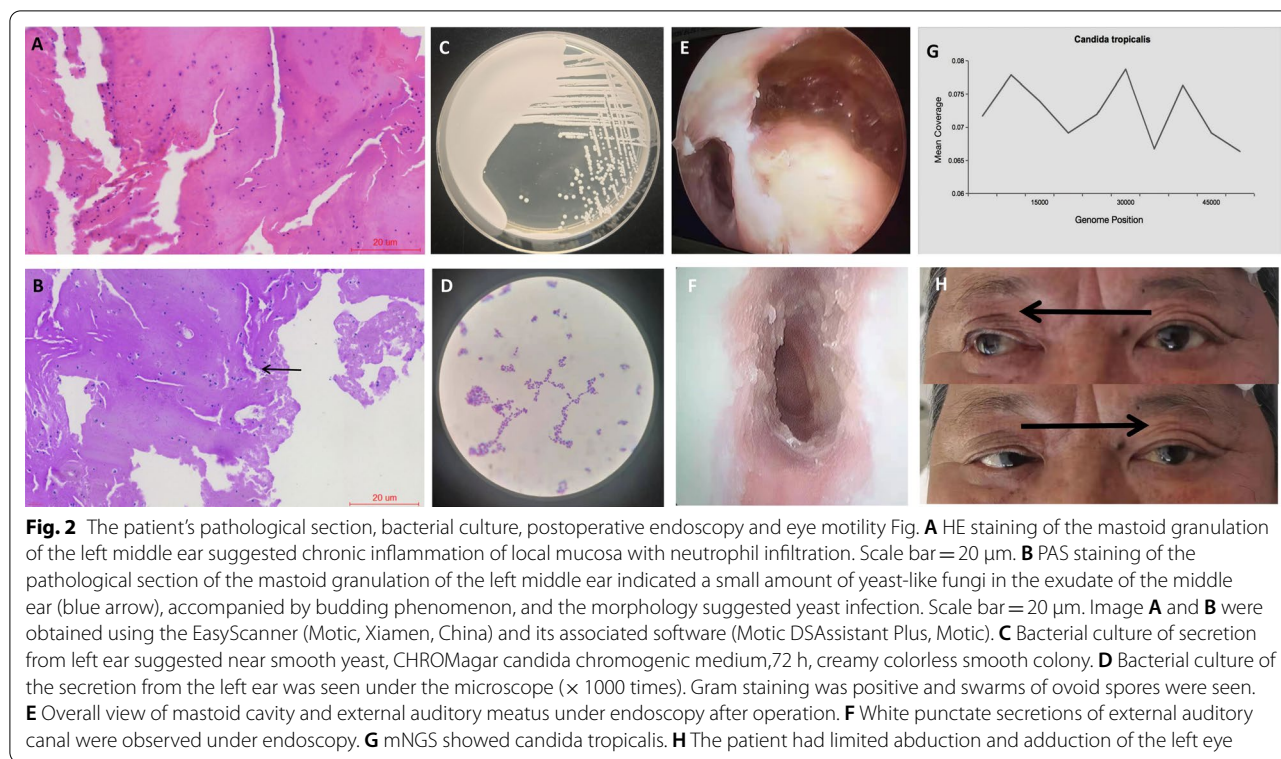 A
20 um
B
20 um
C
D
E
F
G
Candida tropicalis
0.08
0.075
0.07
0.065
0.06
Mean Coverage
15000
30000
45000
Genome Position
H
Fig. 2 The patient's pathological section, bacterial culture, postoperative endoscopy and eye motility Fig. A HE staining of the mastoid granulation
of the left middle ear suggested chronic inflammation of local mucosa with neutrophil infiltration. Scale bar = 20 μm. B PAS staining of the
pathological section of the mastoid granulation of the left middle ear indicated a small amount of yeast-like fungi in the exudate of the middle
ear (blue arrow), accompanied by budding phenomenon, and the morphology suggested yeast infection. Scale bar = 20 μm. Image A and B were
obtained using the EasyScanner (Motic, Xiamen, China) and its associated software (Motic DSAssistant Plus, Motic). C Bacterial culture of secretion
from left ear suggested near smooth yeast, CHROMagar candida chromogenic medium,72 h, creamy colorless smooth colony. D Bacterial culture of
the secretion from the left ear was seen under the microscope (× 1000 times). Gram staining was positive and swarms of ovoid spores were seen.
E Overall view of mastoid cavity and external auditory meatus under endoscopy after operation. F White punctate secretions of external auditory
canal were observed under endoscopy. G mNGS showed candida tropicalis. H The patient had limited abduction and adduction of the left eye